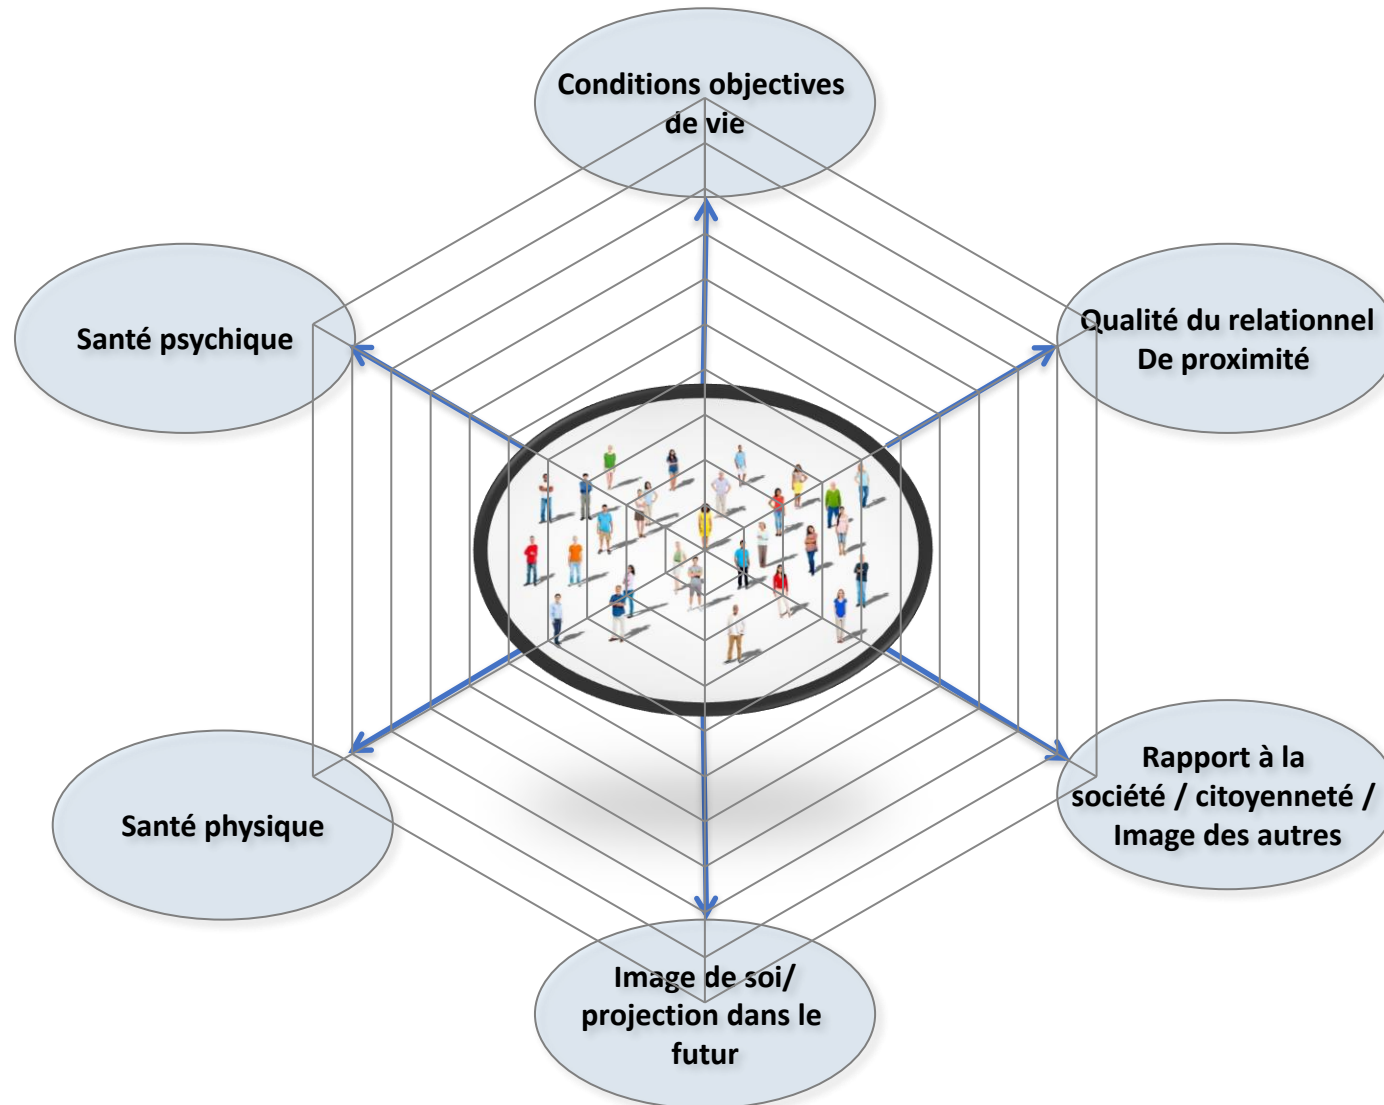 Conditions objectives
de vie
Santé psychique
Qualité du relationnel
De proximité
Santé physique
Rapport à la
société / citoyenneté /
Image des autres
Image de soi/
projection dans le
futur